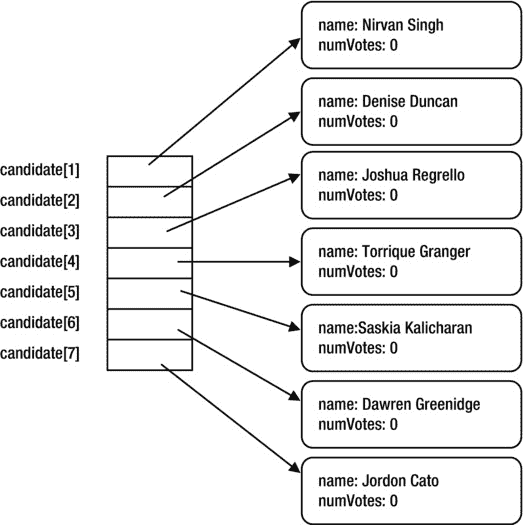 name: Nirvan Singh
numVotes: 0
name: Denise Duncan
numVotes: 0
name: Joshua Regrello
numVotes: 0
name: Torrique Granger
numVotes: 0
name:Saskia Kalicharan
numVotes: 0
name: Dawren Greenidge
numVotes: 0
name: Jordon Cato
numVotes: 0
candidate[1]
candidate[2]
candidate[3]
candidate[4]
candidate[5]
candidate[6]
candidate[7]